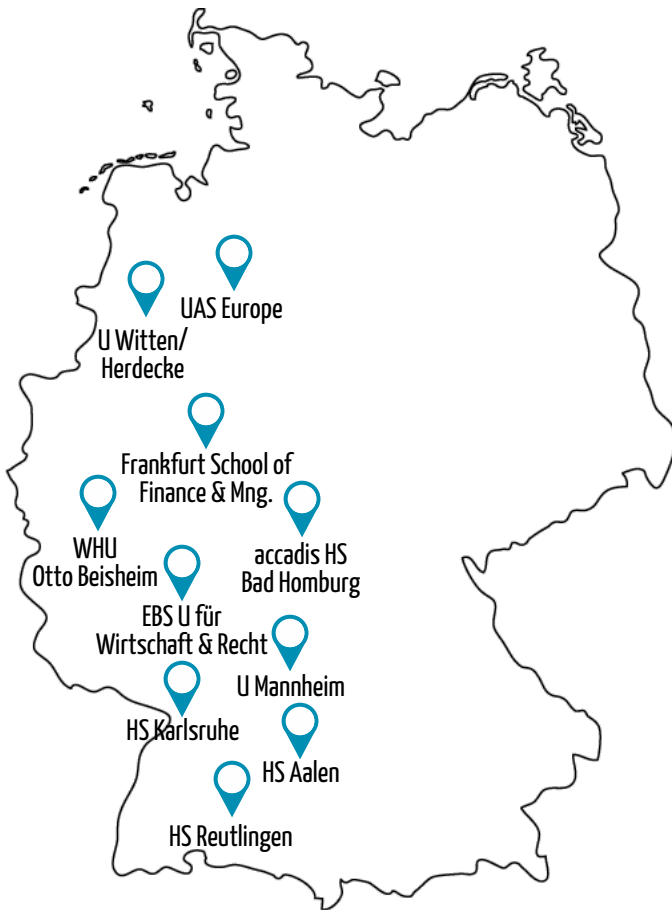 UAS Europe
U Witten/
Herdecke
Frankfurt School of
Finance & Mng.
WHU
Otto Beisheim
accadis HS
Bad Homburg
EBS U für
Wirtschaft & Recht
U Mannheim
HS Karlsruhe
HS Aalen
HS Reutlingen